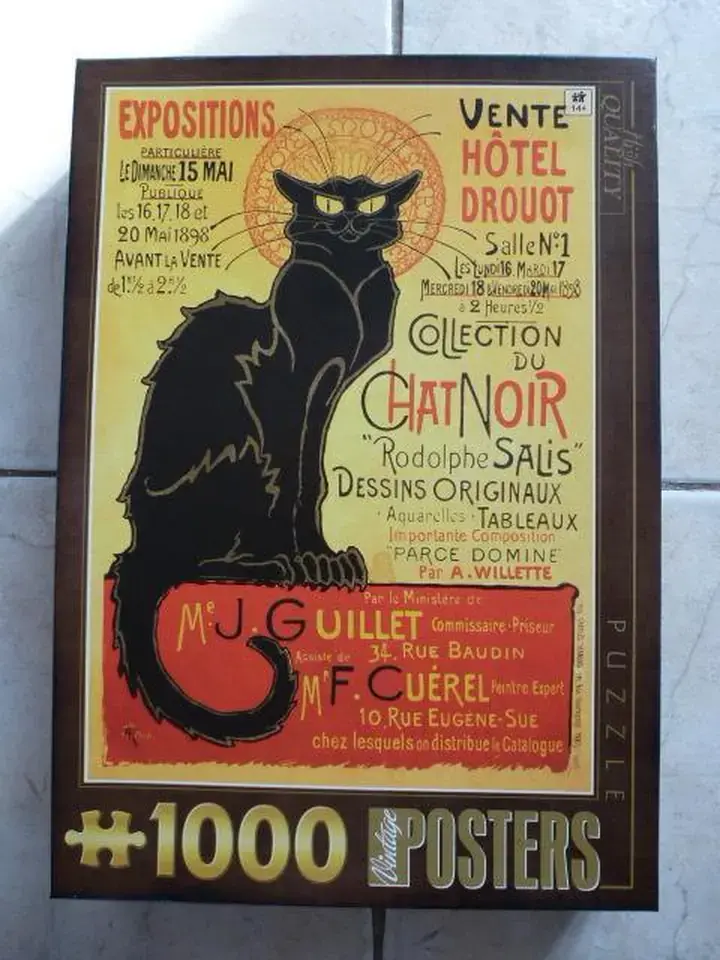 EXPOSITIONS
PARTICULIÈRE
LE DIMANCHE 15 MAI
PUBLIQUE
les 16, 17, 18 et
20 MAI 1898
AVANT LA VENTE
de 1H½ à 2H½
VENTE
HÔTEL
DROUOT
Salle No:1
LES LUNDI 16. MARDI. 17
MERCREDI 18 & VENDREDI 20 MAI 1898
à 2 Heures ½
COLLECTION
DU
CHAT NOIR
"Rodolphe SALIS"
DESSINS ORIGINAUX
· Aquarelles · TABLEAUX
Importante Composition
"PARCE DOMINE"
Par A. WILLETTE
Par le Ministère de
Me J. GUILLET Commissaire-Priseur
Assisté de 34. RUE BAUDIN
Mr F. CUÉREL Peintre Expert
10, RUE EUGÈNE-SUE
chez lesquels on distribue le Catalogue
14+
High
QUALITY
PUZZLE
1000
Vintage
POSTERS